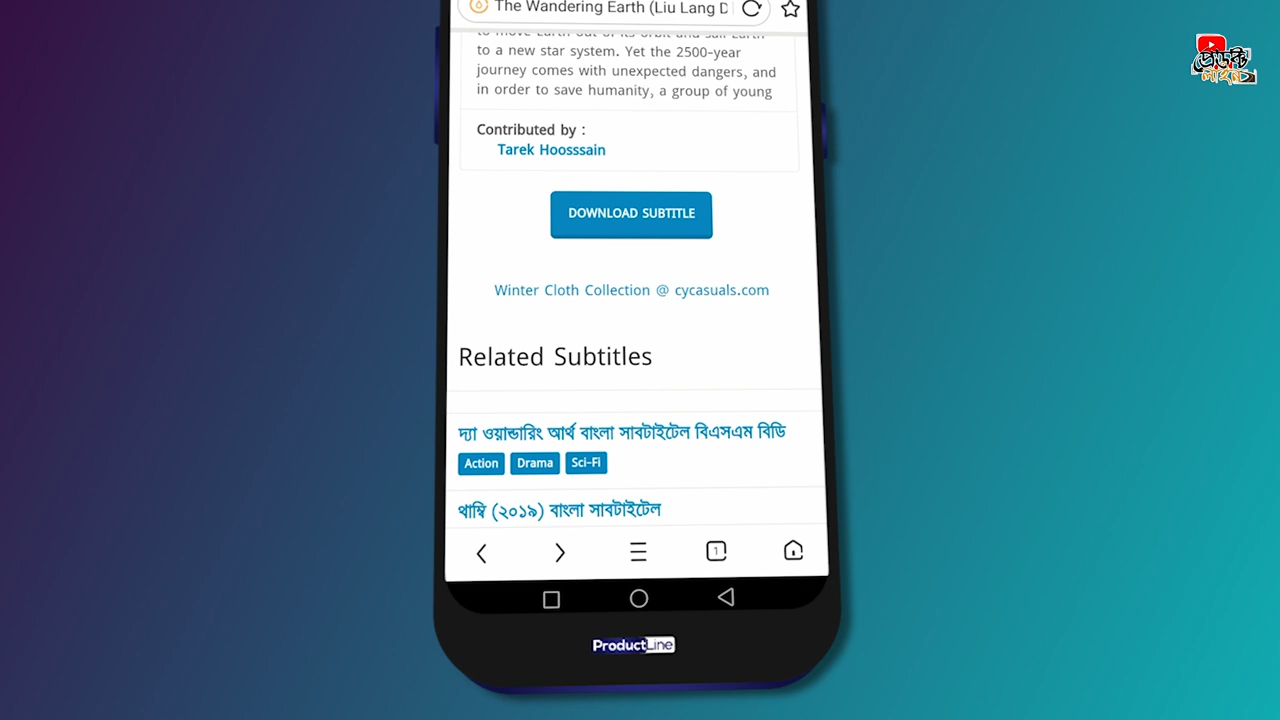 The Wandering Earth (Liu Lang D
to move Earth out of its orbit and sail Earth
to a new star system. Yet the 2500-year
journey comes with unexpected dangers, and
in order to save humanity, a group of young
Contributed by :
Tarek Hoosssain
DOWNLOAD SUBTITLE
Winter Cloth Collection @ cycasuals.com
Related Subtitles
দ্যা ওয়ান্ডারিং আর্থ বাংলা সাবটাইটেল বিএসএম বিডি
Action Drama Sci-Fi
থাম্বি (২০১৯) বাংলা সাবটাইটেল
1
ProductLine
প্রোডাক্ট
লাইন